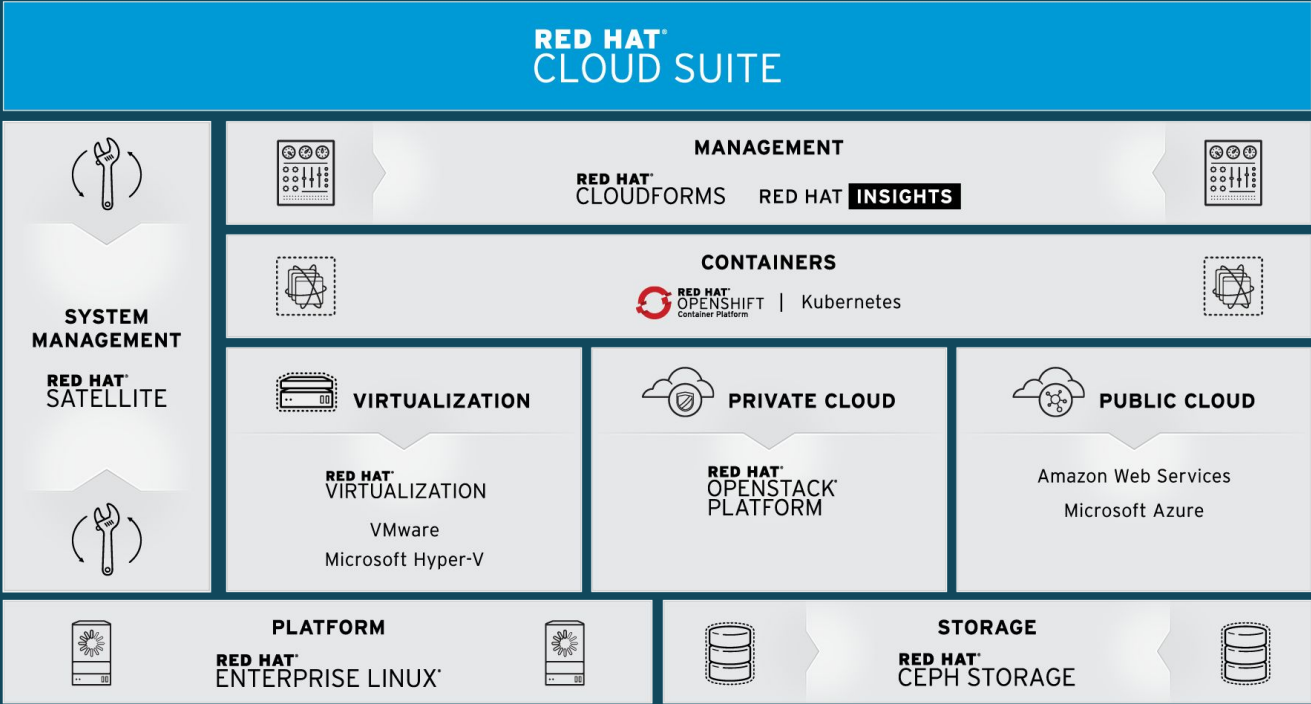 RED HAT®
CLOUD SUITE
SYSTEM
MANAGEMENT
RED HAT®
SATELLITE
MANAGEMENT
RED HAT®
CLOUDFORMS
RED HAT INSIGHTS
CONTAINERS
RED HAT®
OPENSHIFT
Container Platform
| Kubernetes
VIRTUALIZATION
RED HAT®
VIRTUALIZATION
VMware
Microsoft Hyper-V
PRIVATE CLOUD
RED HAT®
OPENSTACK®
PLATFORM
PUBLIC CLOUD
Amazon Web Services
Microsoft Azure
PLATFORM
RED HAT®
ENTERPRISE LINUX®
STORAGE
RED HAT®
CEPH STORAGE